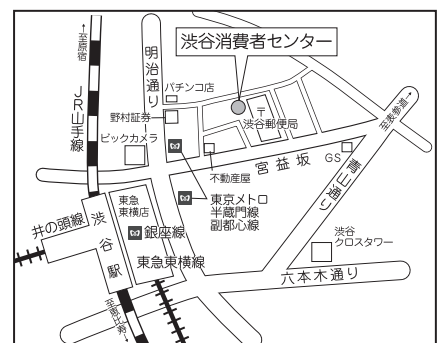 渋谷消費者センター
←至原宿
明治通り
パチンコ店
JR山手線
野村証券
〒
渋谷郵便局
ビックカメラ
至表参道→
不動産屋
宮益坂
GS
青山通り
東急
東横店
東京メトロ
半蔵門線
副都心線
井の頭線
渋谷駅
銀座線
東急東横線
渋谷
クロスタワー
六本木通り
至恵比寿→